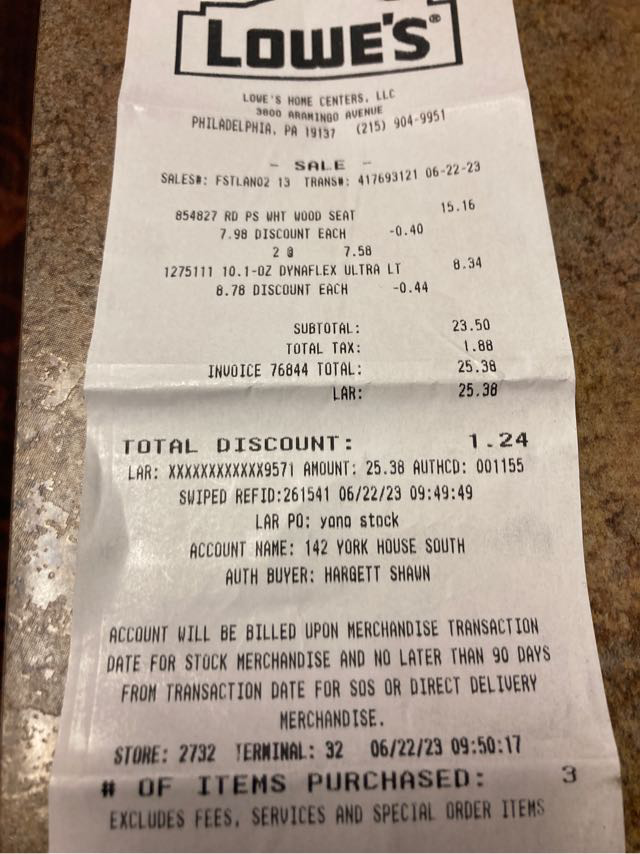 LOWE'S®
LOWE'S HOME CENTERS, LLC
3800 ARAMINGO AVENUE
PHILADELPHIA, PA 19137 (215) 904-9951
- SALE -
SALES#: FSTLAN02 13 TRANS#: 417693121 06-22-23
854827 RD PS WHT WOOD SEAT 15.16
7.98 DISCOUNT EACH -0.40
2 @ 7.58
1275111 10.1-OZ DYNAFLEX ULTRA LT 8.34
8.78 DISCOUNT EACH -0.44
SUBTOTAL: 23.50
TOTAL TAX: 1.88
INVOICE 76844 TOTAL: 25.38
LAR: 25.38
TOTAL DISCOUNT: 1.24
LAR: XXXXXXXXXXXX9571 AMOUNT: 25.38 AUTHCD: 001155
SWIPED REFID:261541 06/22/23 09:49:49
LAR PO: yona stock
ACCOUNT NAME: 142 YORK HOUSE SOUTH
AUTH BUYER: HARGETT SHAWN
ACCOUNT WILL BE BILLED UPON MERCHANDISE TRANSACTION
DATE FOR STOCK MERCHANDISE AND NO LATER THAN 90 DAYS
FROM TRANSACTION DATE FOR SOS OR DIRECT DELIVERY
MERCHANDISE.
STORE: 2732 TERMINAL: 32 06/22/23 09:50:17
# OF ITEMS PURCHASED: 3
EXCLUDES FEES, SERVICES AND SPECIAL ORDER ITEMS